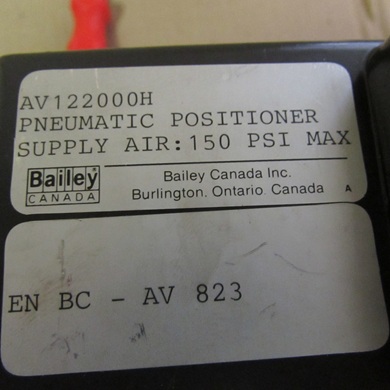 AV122000H
PNEUMATIC POSITIONER
SUPPLY AIR: 150 PSI MAX
Bailey
CANADA
Bailey Canada Inc.
Burlington. Ontario Canada A
EN BC - AV 823